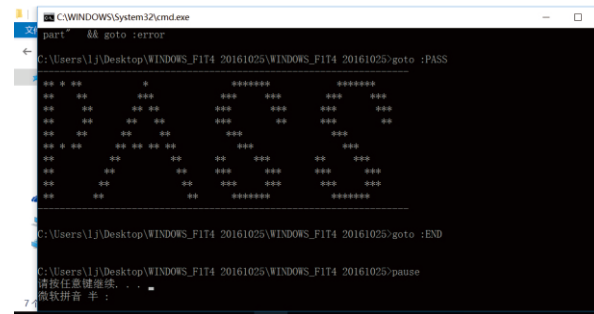 C:\WINDOWS\System32\cmd.exe
part" && goto :error
C:\Users\lj\Desktop\WINDOWS_F1T4 20161025\WINDOWS_F1T4 20161025>goto :PASS
PASS
C:\Users\lj\Desktop\WINDOWS_F1T4 20161025\WINDOWS_F1T4 20161025>goto :END
C:\Users\lj\Desktop\WINDOWS_F1T4 20161025\WINDOWS_F1T4 20161025>pause
请按任意键继续. . .
微软拼音 半 :